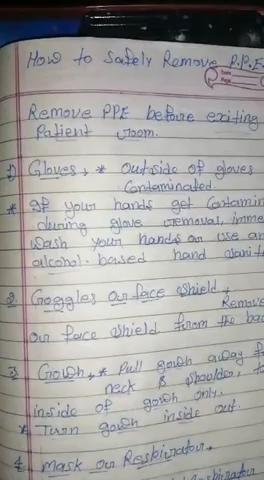 How to Safely Remove P.P.E.
Remove PPE before exiting
Patient room.
1) Gloves, * Outside of gloves
Contaminated.
* If your hands get Contamin
during glove removal, imme
Wash your hands or use an
alcohol-based hand sanit
2. Goggles or face shield,
Remove
or face shield from the bac
3) Gown, * Pull gown away f
neck & shoulder, to
inside of gown only.
* Turn gown inside out.
4. Mask or Respirator,